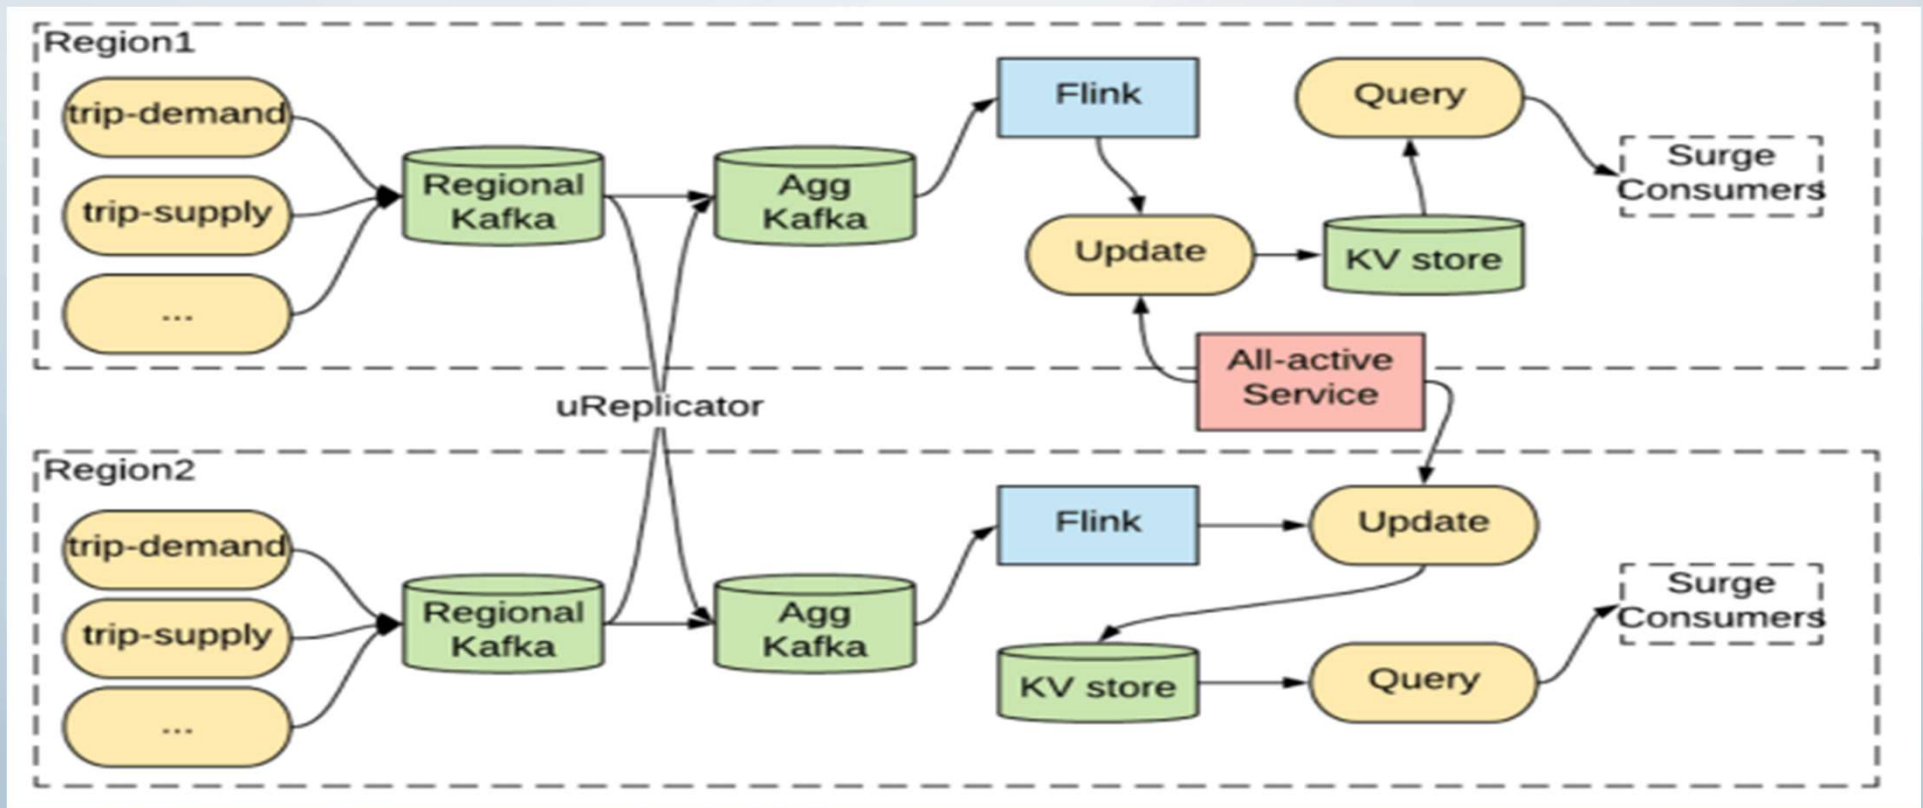 Region1
trip-demand
trip-supply
...
Regional
Kafka
Agg
Kafka
Flink
Update
Query
KV store
Surge
Consumers
All-active
Service
uReplicator
Region2
trip-demand
trip-supply
...
Regional
Kafka
Agg
Kafka
Flink
Update
KV store
Query
Surge
Consumers